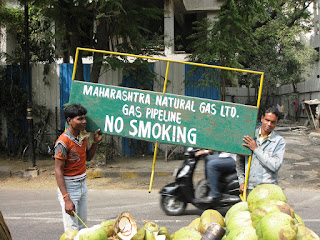 MAHARASHTRA NATURAL GAS LTD.
GAS PIPELINE
NO SMOKING